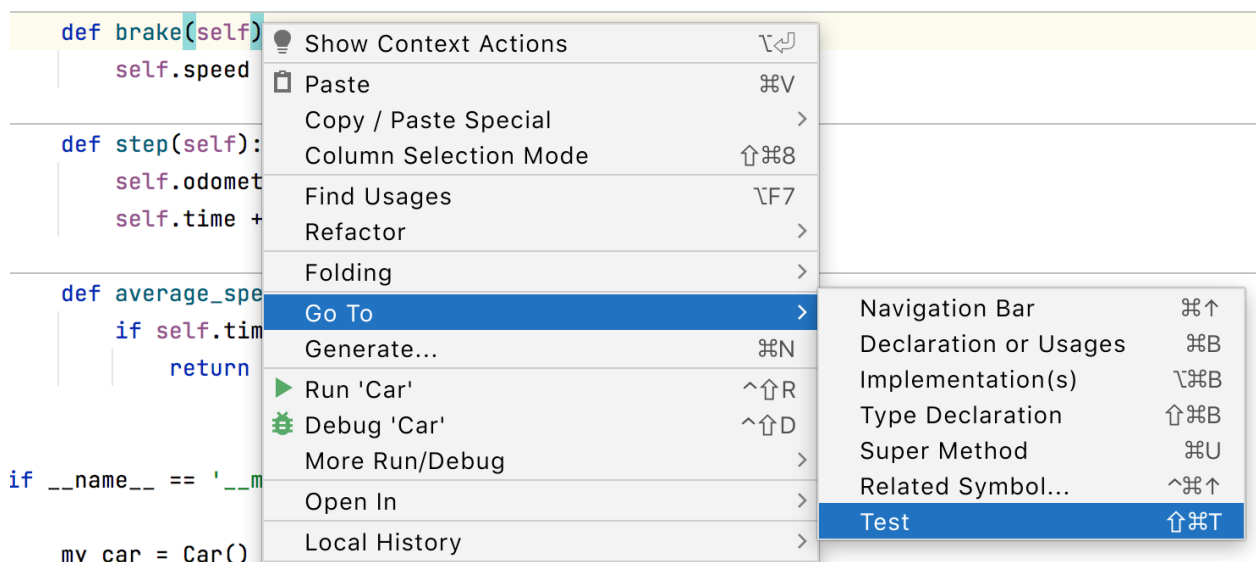 def brake(self)
self.speed
def step(self):
self.odomet
self.time +
def average_spe
if self.tim
return
if __name__ == '__m
my_car = Car()
Show Context Actions ⌥⏎
Paste ⌘V
Copy / Paste Special >
Column Selection Mode ⇧⌘8
Find Usages ⌥F7
Refactor >
Folding >
Go To >
Generate... ⌘N
Run 'Car' ^⇧R
Debug 'Car' ^⇧D
More Run/Debug >
Open In >
Local History >
Navigation Bar ⌘↑
Declaration or Usages ⌘B
Implementation(s) ⌥⌘B
Type Declaration ⇧⌘B
Super Method ⌘U
Related Symbol... ^⌘↑
Test ⇧⌘T